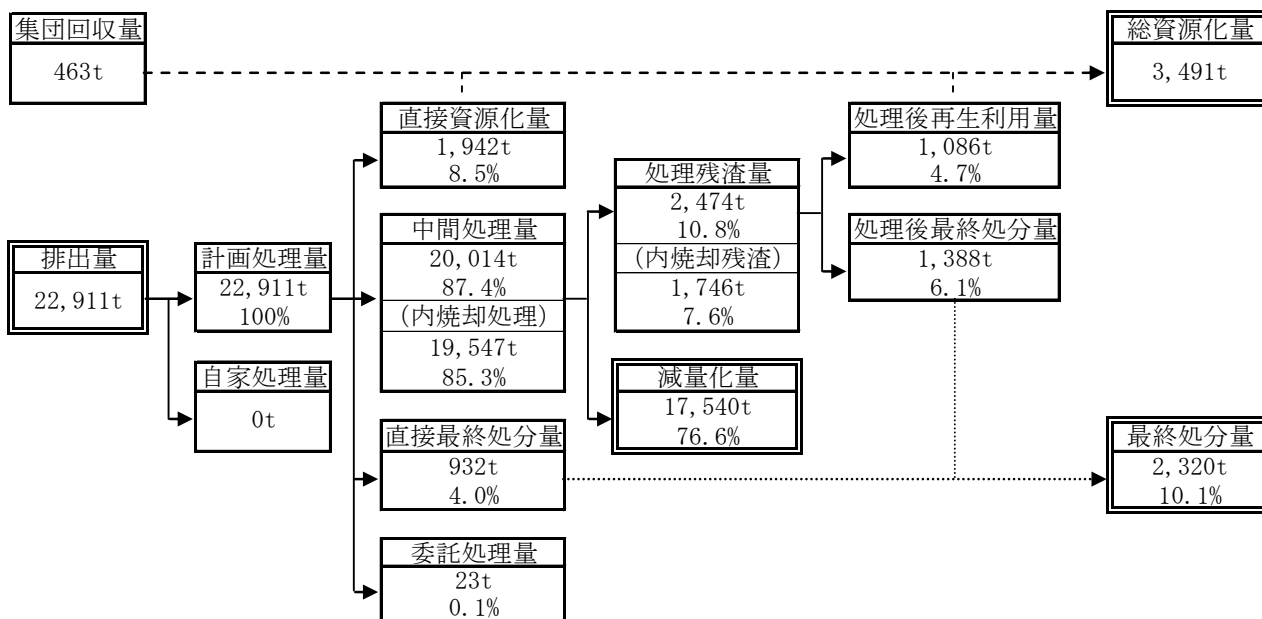 集団回収量
463t
総資源化量
3,491t
直接資源化量
1,942t
8.5%
処理後再生利用量
1,086t
4.7%
処理残渣量
2,474t
10.8%
(内焼却残渣)
1,746t
7.6%
中間処理量
20,014t
87.4%
(内焼却処理)
19,547t
85.3%
処理後最終処分量
1,388t
6.1%
排出量
22,911t
計画処理量
22,911t
100%
自家処理量
0t
減量化量
17,540t
76.6%
直接最終処分量
932t
4.0%
最終処分量
2,320t
10.1%
委託処理量
23t
0.1%